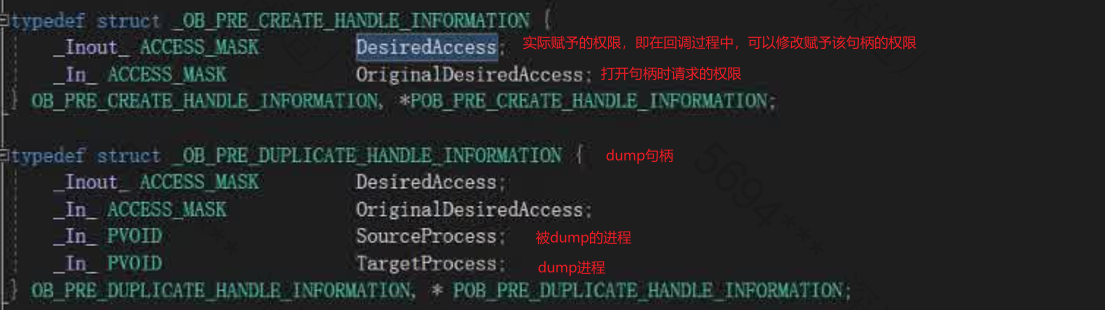 typedef struct _OB_PRE_CREATE_HANDLE_INFORMATION {
_Inout_ ACCESS_MASK DesiredAccess; 实际赋予的权限，即在回调过程中，可以修改赋予该句柄的权限
_In_ ACCESS_MASK OriginalDesiredAccess; 打开句柄时请求的权限
} OB_PRE_CREATE_HANDLE_INFORMATION, *POB_PRE_CREATE_HANDLE_INFORMATION;
typedef struct _OB_PRE_DUPLICATE_HANDLE_INFORMATION { dump句柄
_Inout_ ACCESS_MASK DesiredAccess;
_In_ ACCESS_MASK OriginalDesiredAccess;
_In_ PVOID SourceProcess; 被dump的进程
_In_ PVOID TargetProcess; dump进程
} OB_PRE_DUPLICATE_HANDLE_INFORMATION, * POB_PRE_DUPLICATE_HANDLE_INFORMATION;